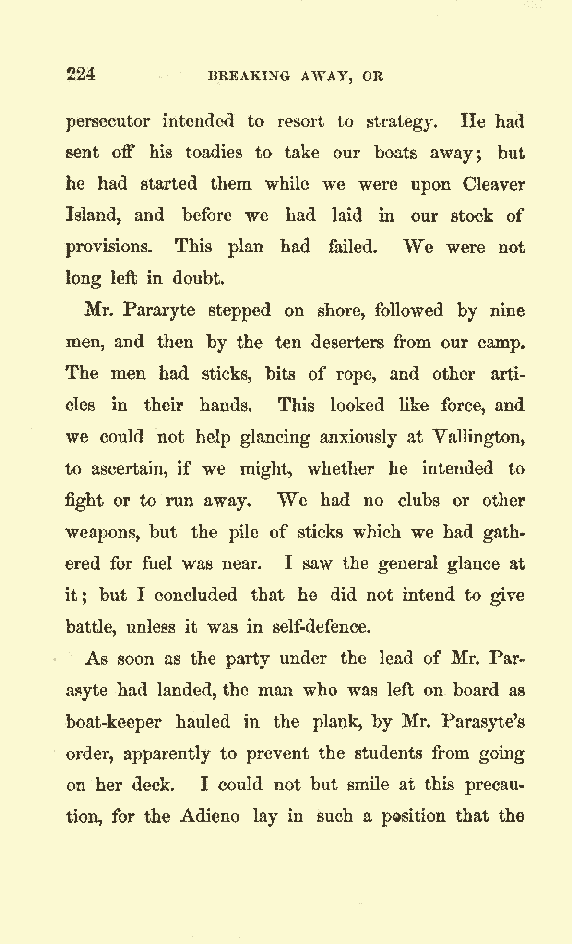 224 BREAKING AWAY, OR
persecutor intended to resort to strategy. He had
sent off his toadies to take our boats away; but
he had started them while we were upon Cleaver
Island, and before we had laid in our stock of
provisions. This plan had failed. We were not
long left in doubt.
Mr. Pararyte stepped on shore, followed by nine
men, and then by the ten deserters from our camp.
The men had sticks, bits of rope, and other arti-
cles in their hands. This looked like force, and
we could not help glancing anxiously at Vallington,
to ascertain, if we might, whether he intended to
fight or to run away. We had no clubs or other
weapons, but the pile of sticks which we had gath-
ered for fuel was near. I saw the general glance at
it; but I concluded that he did not intend to give
battle, unless it was in self-defence.
As soon as the party under the lead of Mr. Par-
asyte had landed, the man who was left on board as
boat-keeper hauled in the plank, by Mr. Parasyte's
order, apparently to prevent the students from going
on her deck. I could not but smile at this precau-
tion, for the Adieno lay in such a position that the